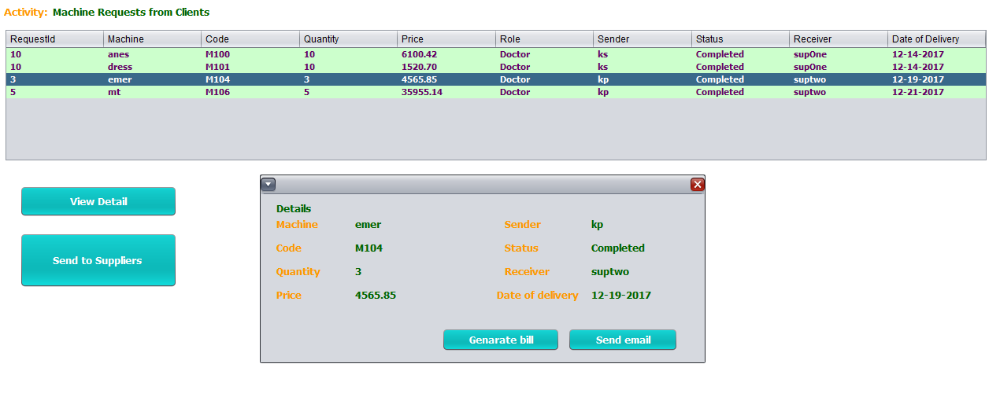 Activity: Machine Requests from Clients
RequestId Machine Code Quantity Price Role Sender Status Receiver Date of Delivery
10 anes M100 10 6100.42 Doctor ks Completed supOne 12-14-2017
10 dress M101 10 1520.70 Doctor ks Completed supOne 12-14-2017
3 emer M104 3 4565.85 Doctor kp Completed suptwo 12-19-2017
5 mt M106 5 35955.14 Doctor kp Completed suptwo 12-21-2017
View Detail
Send to Suppliers
Details
Machine emer Sender kp
Code M104 Status Completed
Quantity 3 Receiver suptwo
Price 4565.85 Date of delivery 12-19-2017
Genarate bill Send email